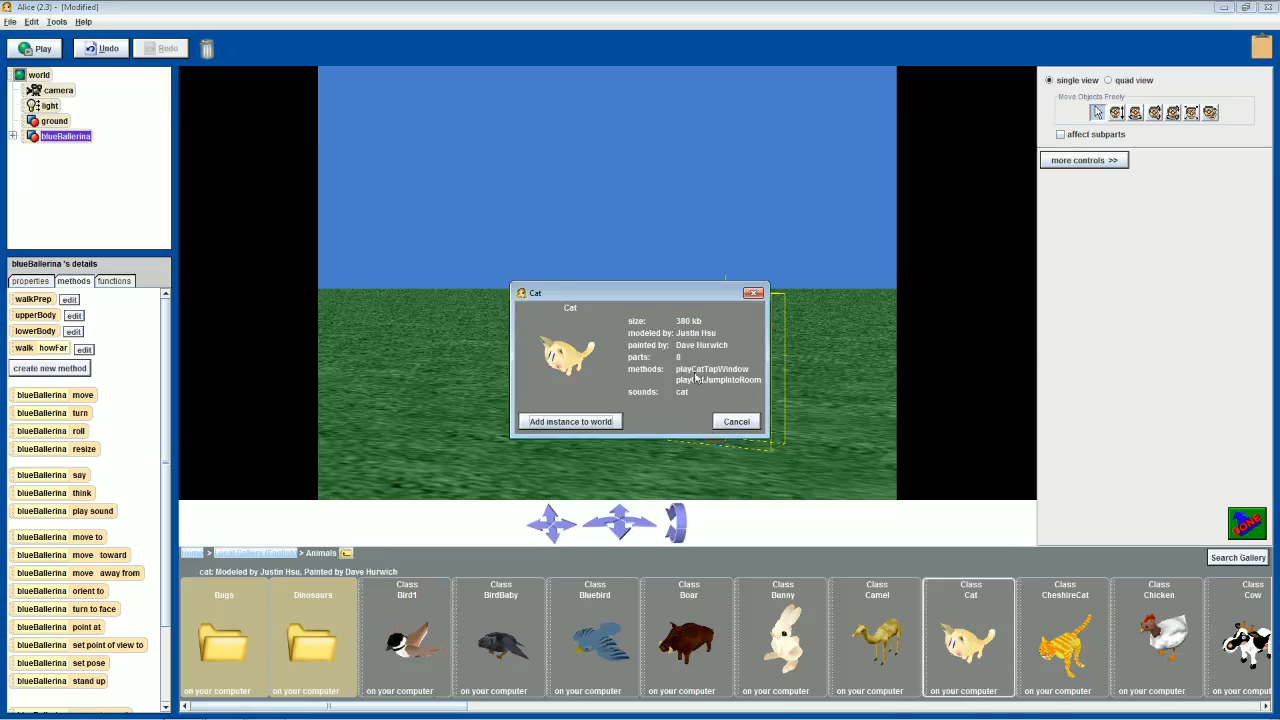 Alice (2.3) - [Modified]
File Edit Tools Help
Play Undo Redo
world
camera
light
ground
blueBallerina
single view quad view
Move Objects Freely
affect subparts
more controls >>
blueBallerina 's details
properties methods functions
walkPrep edit
upperBody edit
lowerBody edit
walk howFar edit
create new method
blueBallerina move
blueBallerina turn
blueBallerina roll
blueBallerina resize
blueBallerina say
blueBallerina think
blueBallerina play sound
blueBallerina move to
blueBallerina move toward
blueBallerina move away from
blueBallerina orient to
blueBallerina turn to face
blueBallerina point at
blueBallerina set point of view to
blueBallerina set pose
blueBallerina stand up
Cat
Cat
size: 380 kb
modeled by: Justin Hsu
painted by: Dave Hurwich
parts: 8
methods: playCatTapWindow
playCatJumpIntoRoom
sounds: cat
Add instance to world Cancel
DONE
Home > Local Gallery (English) > Animals
Search Gallery
cat: Modeled by Justin Hsu, Painted by Dave Hurwich
Bugs
Dinosaurs
Class
Bird1
Class
BirdBaby
Class
Bluebird
Class
Boar
Class
Bunny
Class
Camel
Class
Cat
Class
CheshireCat
Class
Chicken
Class
Cow
on your computer
on your computer
on your computer
on your computer
on your computer
on your computer
on your computer
on your computer
on your computer
on your computer
on your computer
on your comput